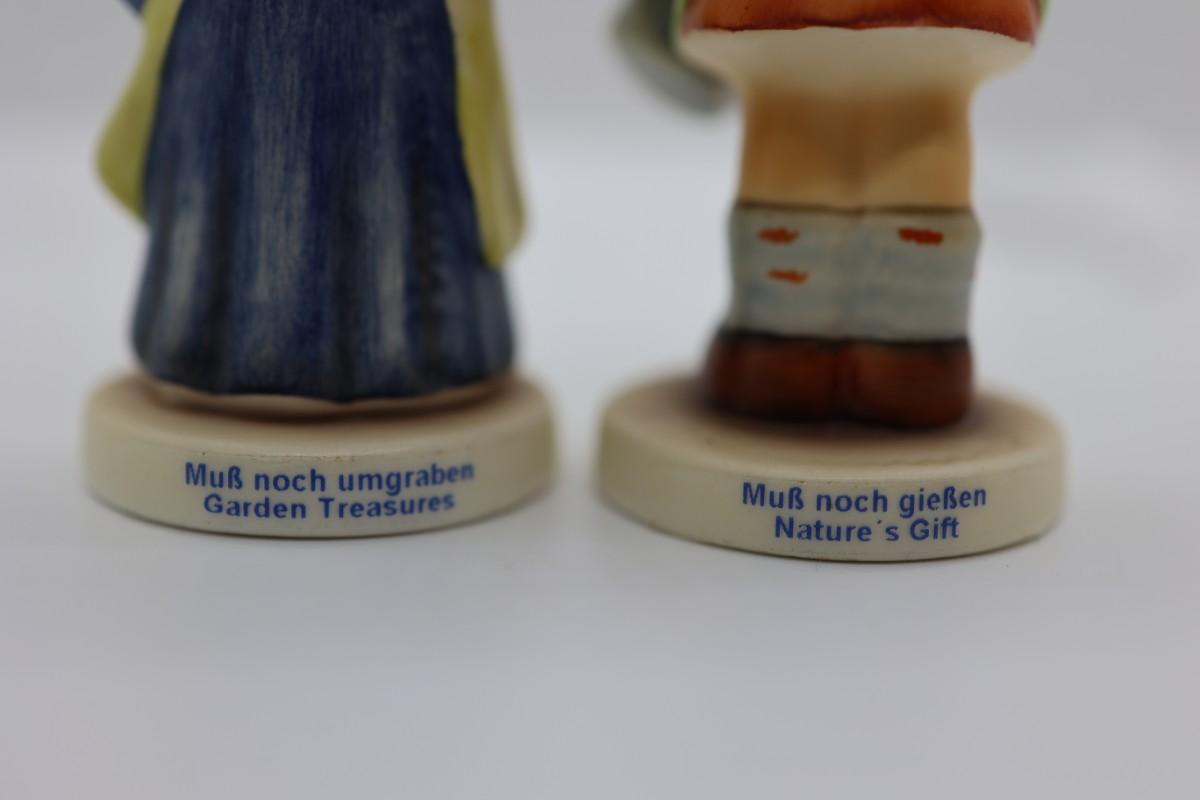 Muß noch umgraben
Garden Treasures
Muß noch gießen
Nature´s Gift